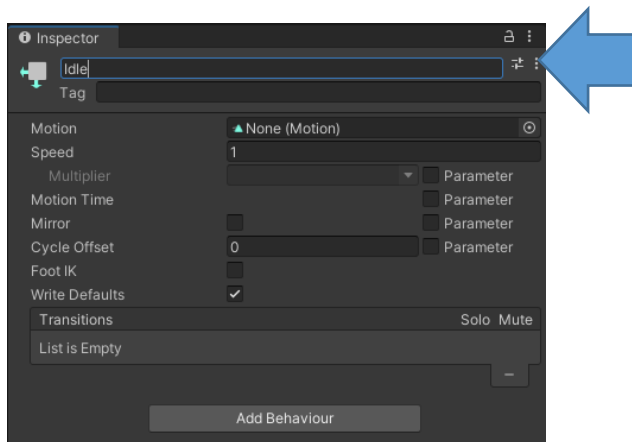 Inspector
Idle
Tag
Motion None (Motion)
Speed 1
Multiplier Parameter
Motion Time Parameter
Mirror Parameter
Cycle Offset 0 Parameter
Foot IK
Write Defaults
Transitions Solo Mute
List is Empty
Add Behaviour